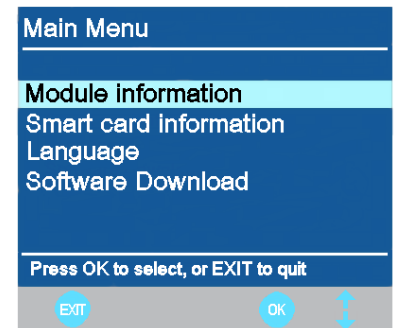 Main Menu
Module information
Smart card information
Language
Software Download
Press OK to select, or EXIT to quit
EXIT OK